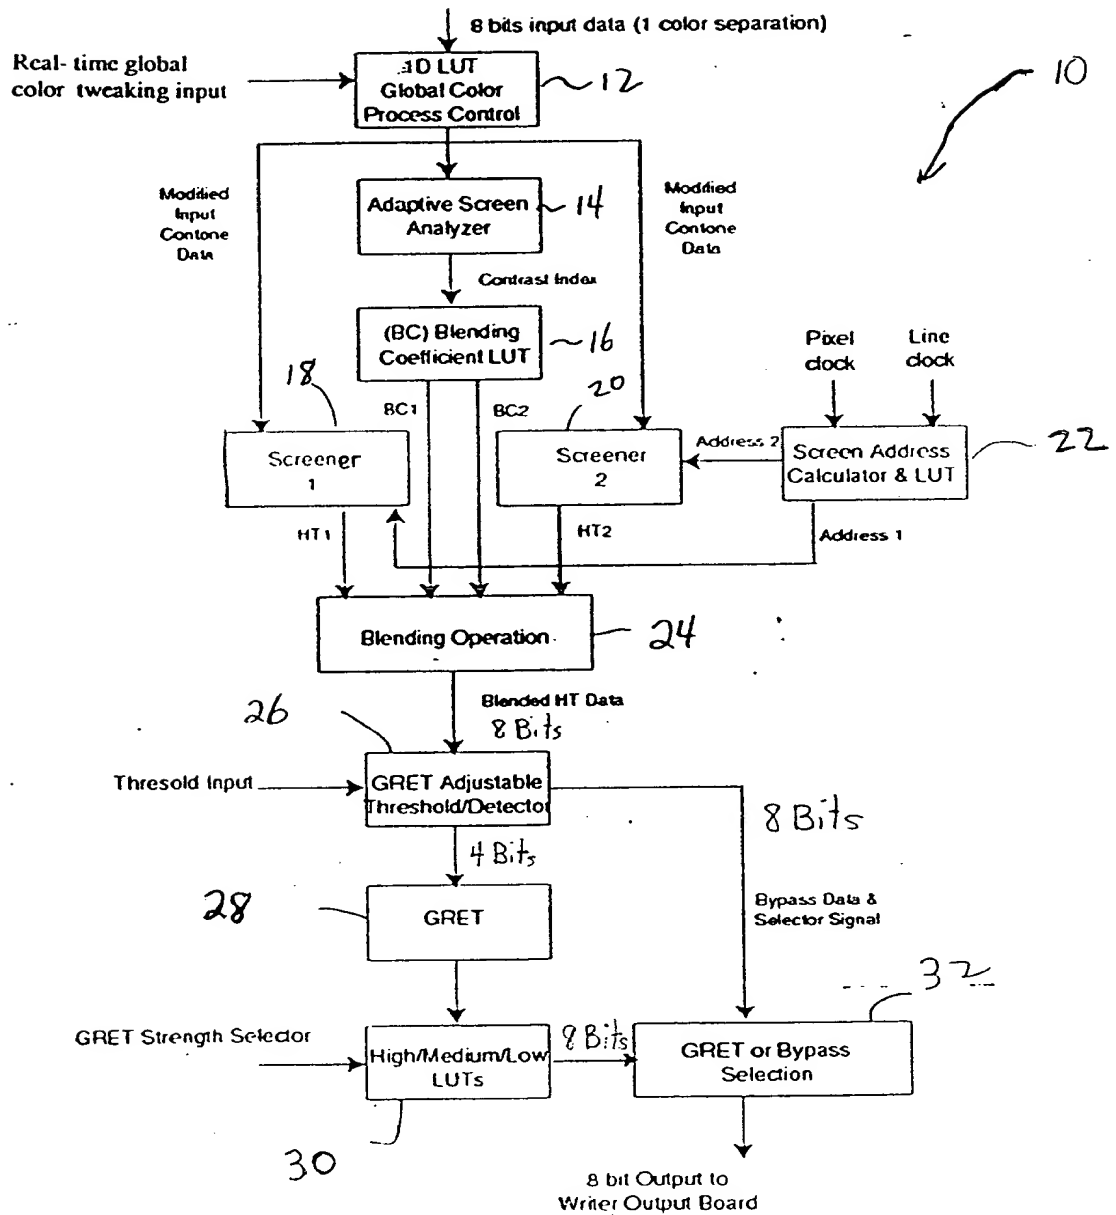 8 bits input data (1 color separation)
Real- time global
color tweaking input
1D LUT
Global Color
Process Control
12
10
Modified
Input
Contone
Data
Adaptive Screen
Analyzer
14
Modified
Input
Contone
Data
Contrast Index
(BC) Blending
Coefficient LUT
16
Pixel
clock
Line
clock
18
20
BC1
BC2
Screener
1
Screener
2
Address 2
Screen Address
Calculator & LUT
22
HT1
HT2
Address 1
Blending Operation
24
Blended HT Data
8 Bits
26
Thresold Input
GRET Adjustable
Threshold/Detector
8 Bits
4 Bits
28
GRET
Bypass Data &
Selector Signal
32
GRET Strength Selector
High/Medium/Low
LUTs
8 Bits
GRET or Bypass
Selection
30
8 bit Output to
Writer Output Board